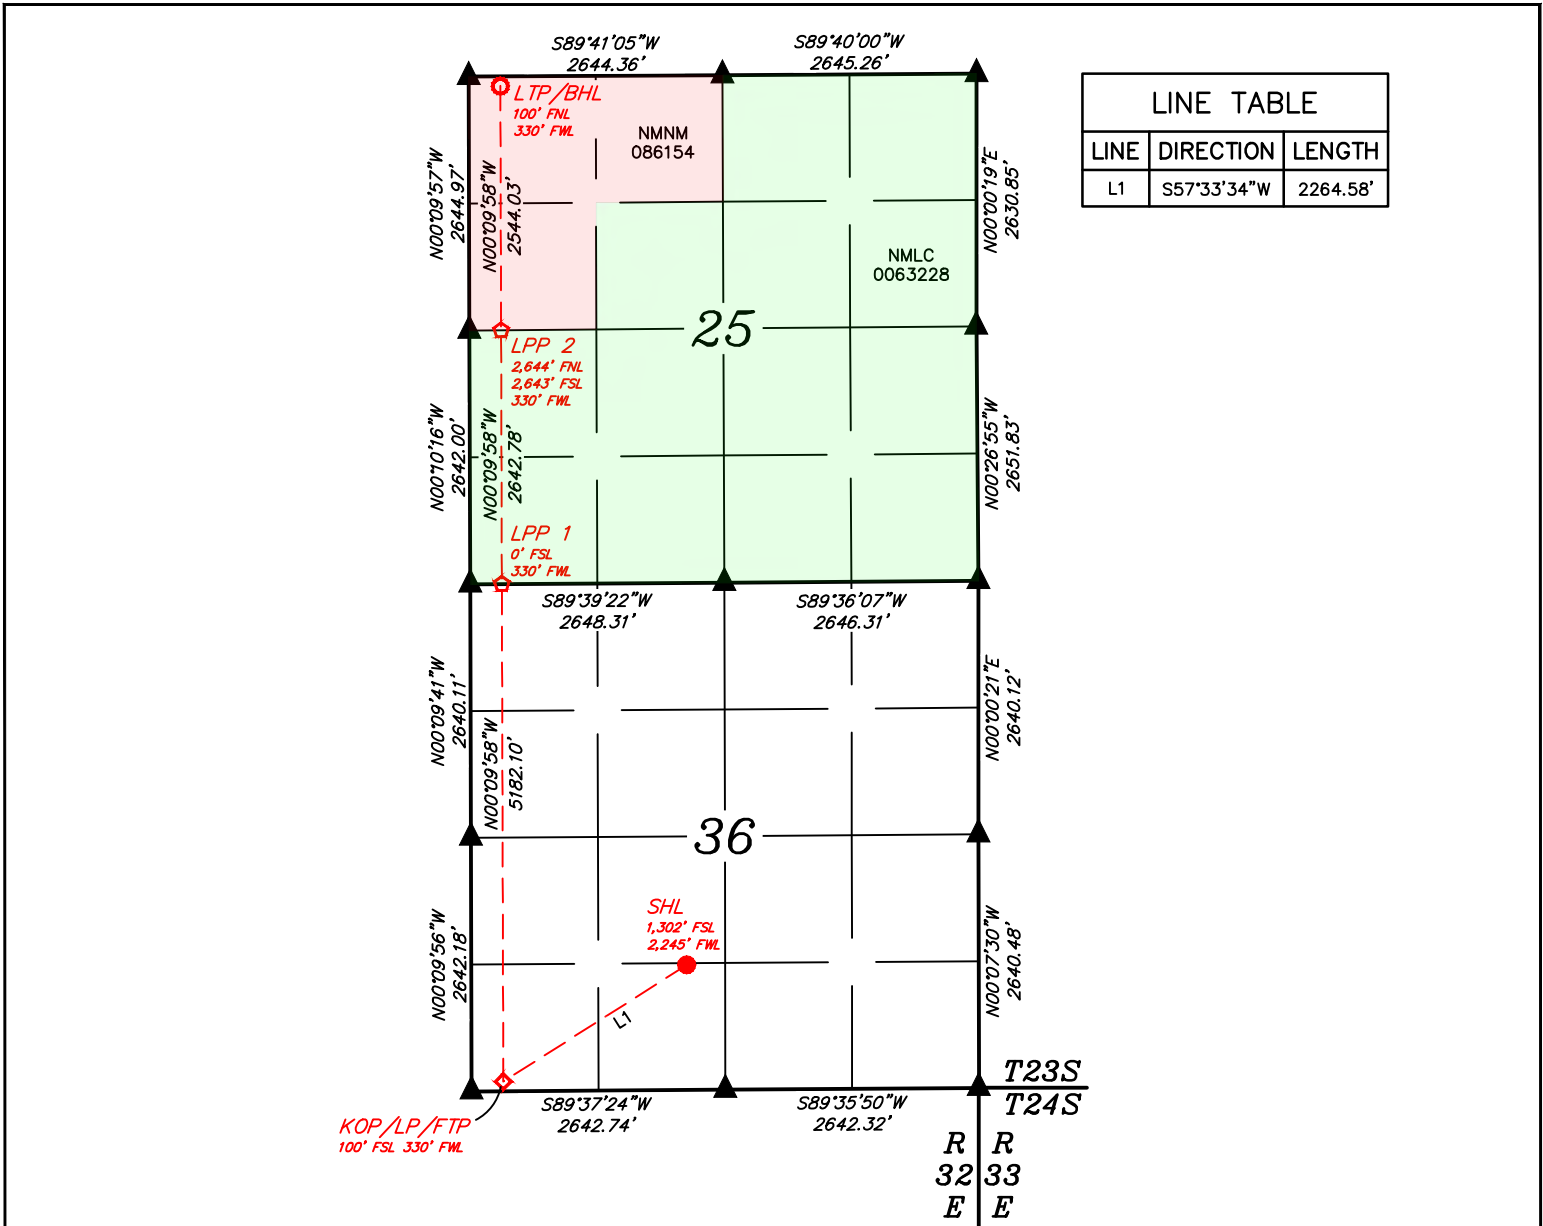 S89°41'05"W
2644.36'
S89°40'00"W
2645.26'
LINE TABLE
LINE DIRECTION LENGTH
L1 S57°33'34"W 2264.58'
LTP/BHL
100' FNL
330' FWL
NMNM
086154
N00°09'57"W
2644.97'
N00°09'58"W
2544.03'
N00°00'19"E
2630.85'
NMLC
0063228
25
LPP 2
2,644' FNL
2,643' FSL
330' FWL
N00°10'16"W
2642.00'
N00°09'58"W
2642.78'
N00°26'55"W
2651.83'
LPP 1
0' FSL
330' FWL
S89°39'22"W
2648.31'
S89°36'07"W
2646.31'
N00°09'41"W
2640.11'
N00°09'58"W
5182.10'
N00°00'21"E
2640.12'
36
SHL
1,302' FSL
2,245' FWL
N00°09'56"W
2642.18'
N00°07'30"W
2640.48'
L1
KOP/LP/FTP
100' FSL 330' FWL
S89°37'24"W
2642.74'
S89°35'50"W
2642.32'
T23S
T24S
R R
32 33
E E